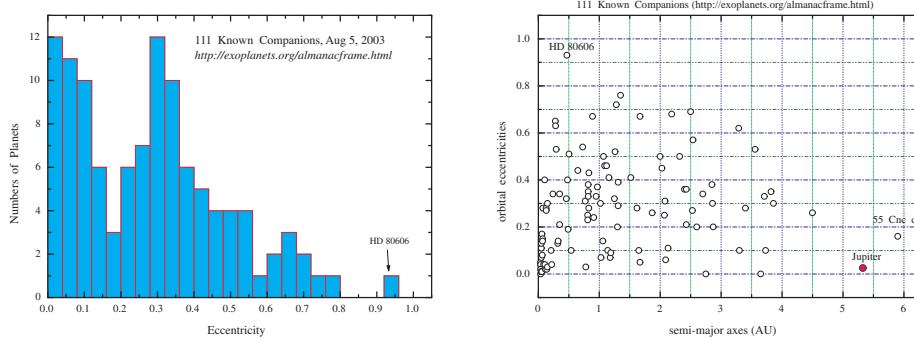 12
10
8
6
4
2
0
0.0 0.1 0.2 0.3 0.4 0.5 0.6 0.7 0.8 0.9 1.0
Numbers of Planets
Eccentricity
111 Known Companions, Aug 5, 2003
http://exoplanets.org/almanacframe.html
HD 80606
111 Known Companions (http://exoplanets.org/almanacframe.html)
1.0
0.8
0.6
0.4
0.2
0.0
0 1 2 3 4 5 6
orbital eccentricities
semi-major axes (AU)
HD 80606
55 Cnc
Jupiter